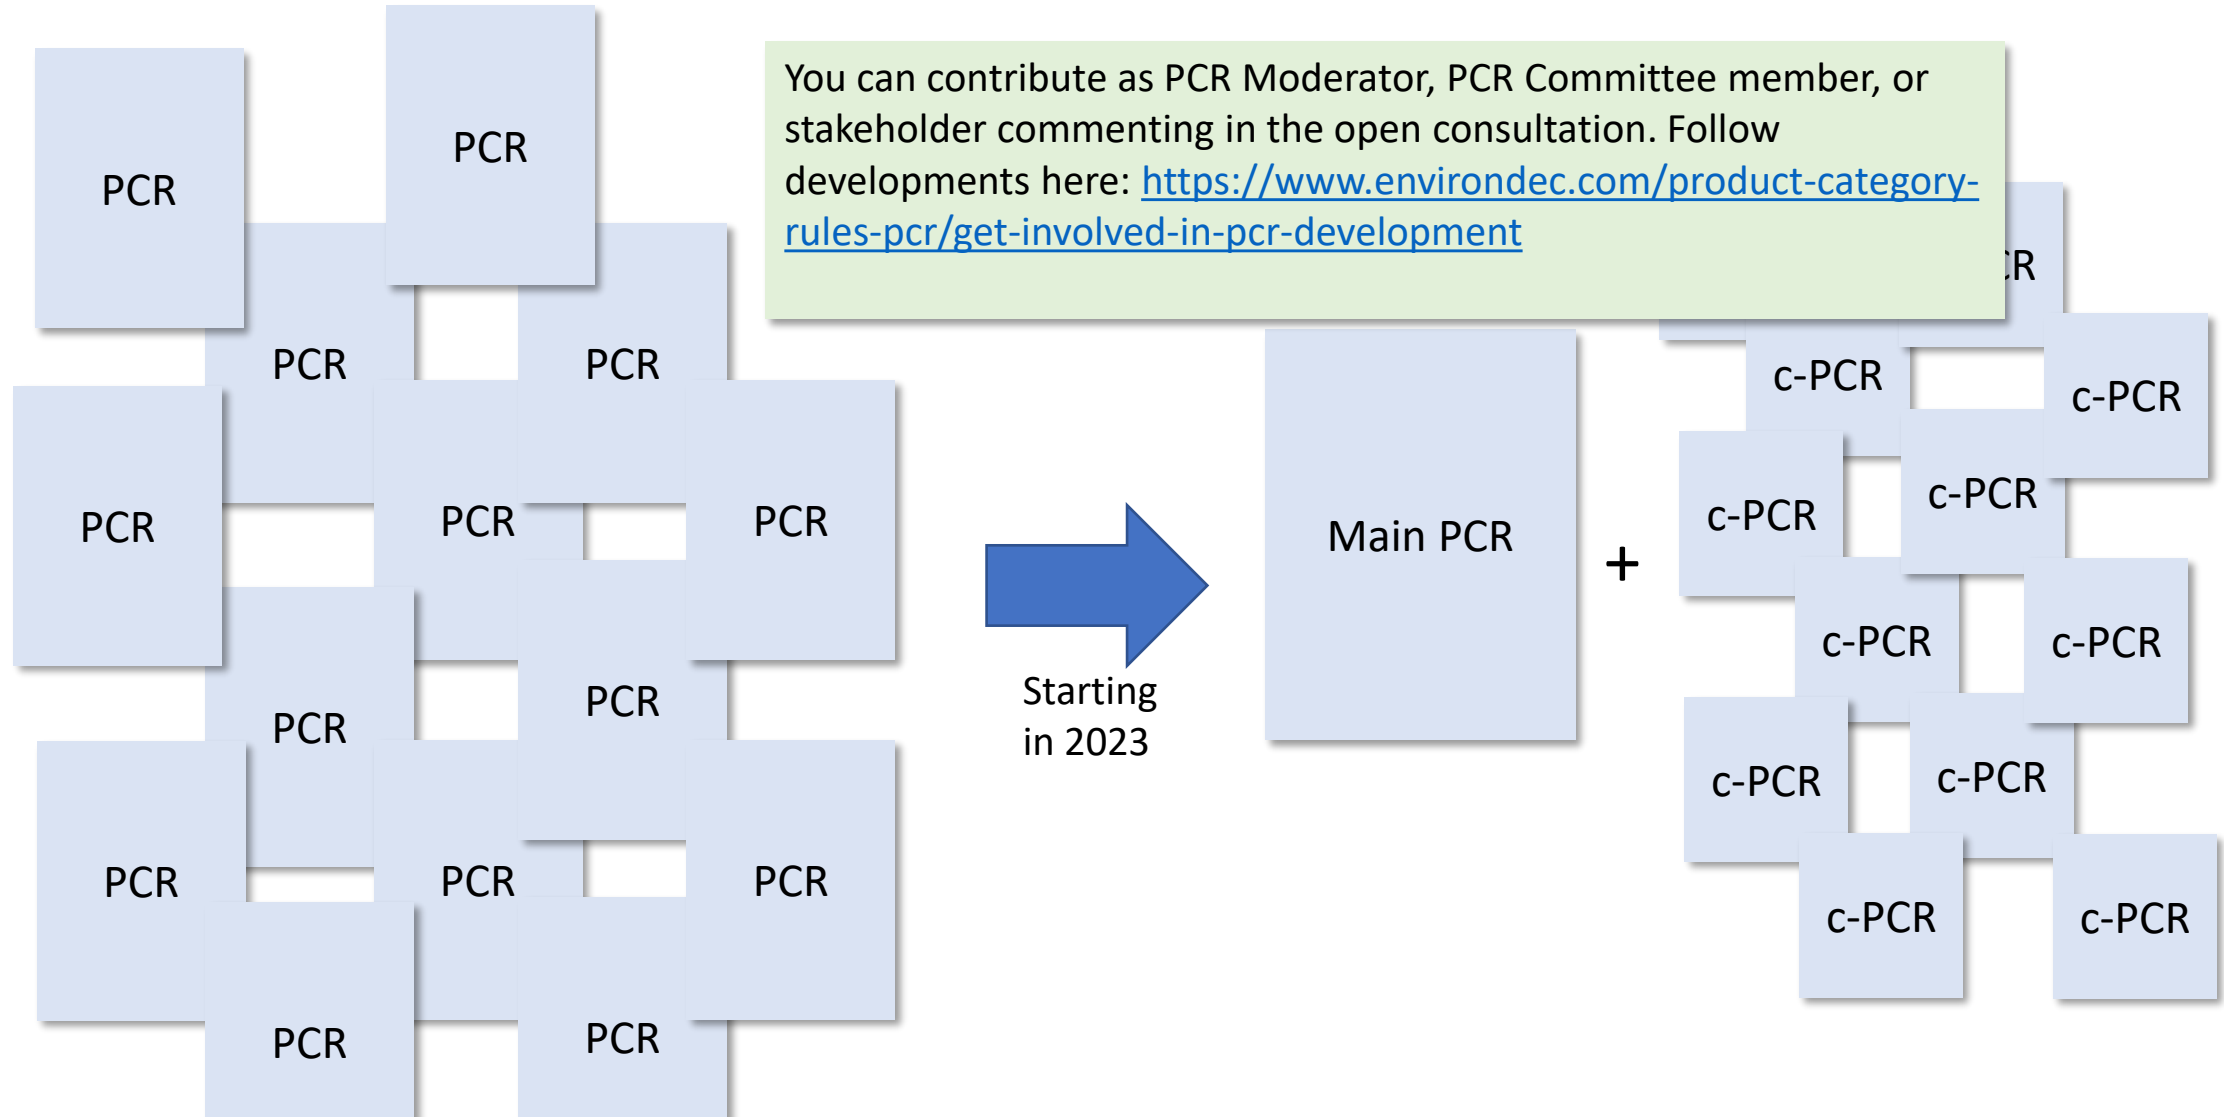 PCR
PCR
You can contribute as PCR Moderator, PCR Committee member, or
stakeholder commenting in the open consultation. Follow
developments here: https://www.environdec.com/product-category-
rules-pcr/get-involved-in-pcr-development
PCR
PCR
c-PCR
c-PCR
PCR
PCR
PCR
Main PCR
+
c-PCR
c-PCR
c-PCR
c-PCR
PCR
PCR
Starting
in 2023
c-PCR
c-PCR
PCR
PCR
PCR
c-PCR
c-PCR
PCR
PCR